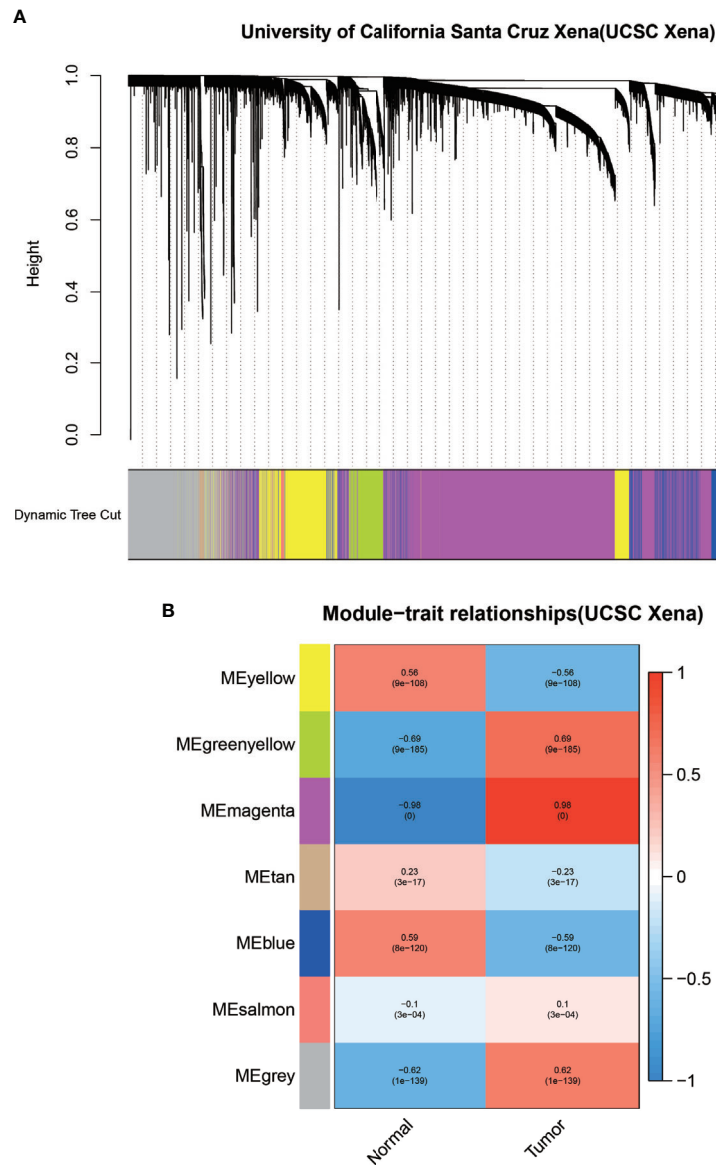 A
University of California Santa Cruz Xena(UCSC Xena)
1.0
0.8
0.6
0.4
0.2
0.0
Height
Dynamic Tree Cut
B
Module−trait relationships(UCSC Xena)
MEyellow
0.56
(9e−108)
−0.56
(9e−108)
MEgreenyellow
−0.69
(9e−185)
0.69
(9e−185)
MEmagenta
−0.98
(0)
0.98
(0)
MEtan
0.23
(3e−17)
−0.23
(3e−17)
MEblue
0.59
(8e−120)
−0.59
(8e−120)
MEsalmon
−0.1
(3e−04)
0.1
(3e−04)
MEgrey
−0.62
(1e−139)
0.62
(1e−139)
1
0.5
0
−0.5
−1
Normal
Tumor